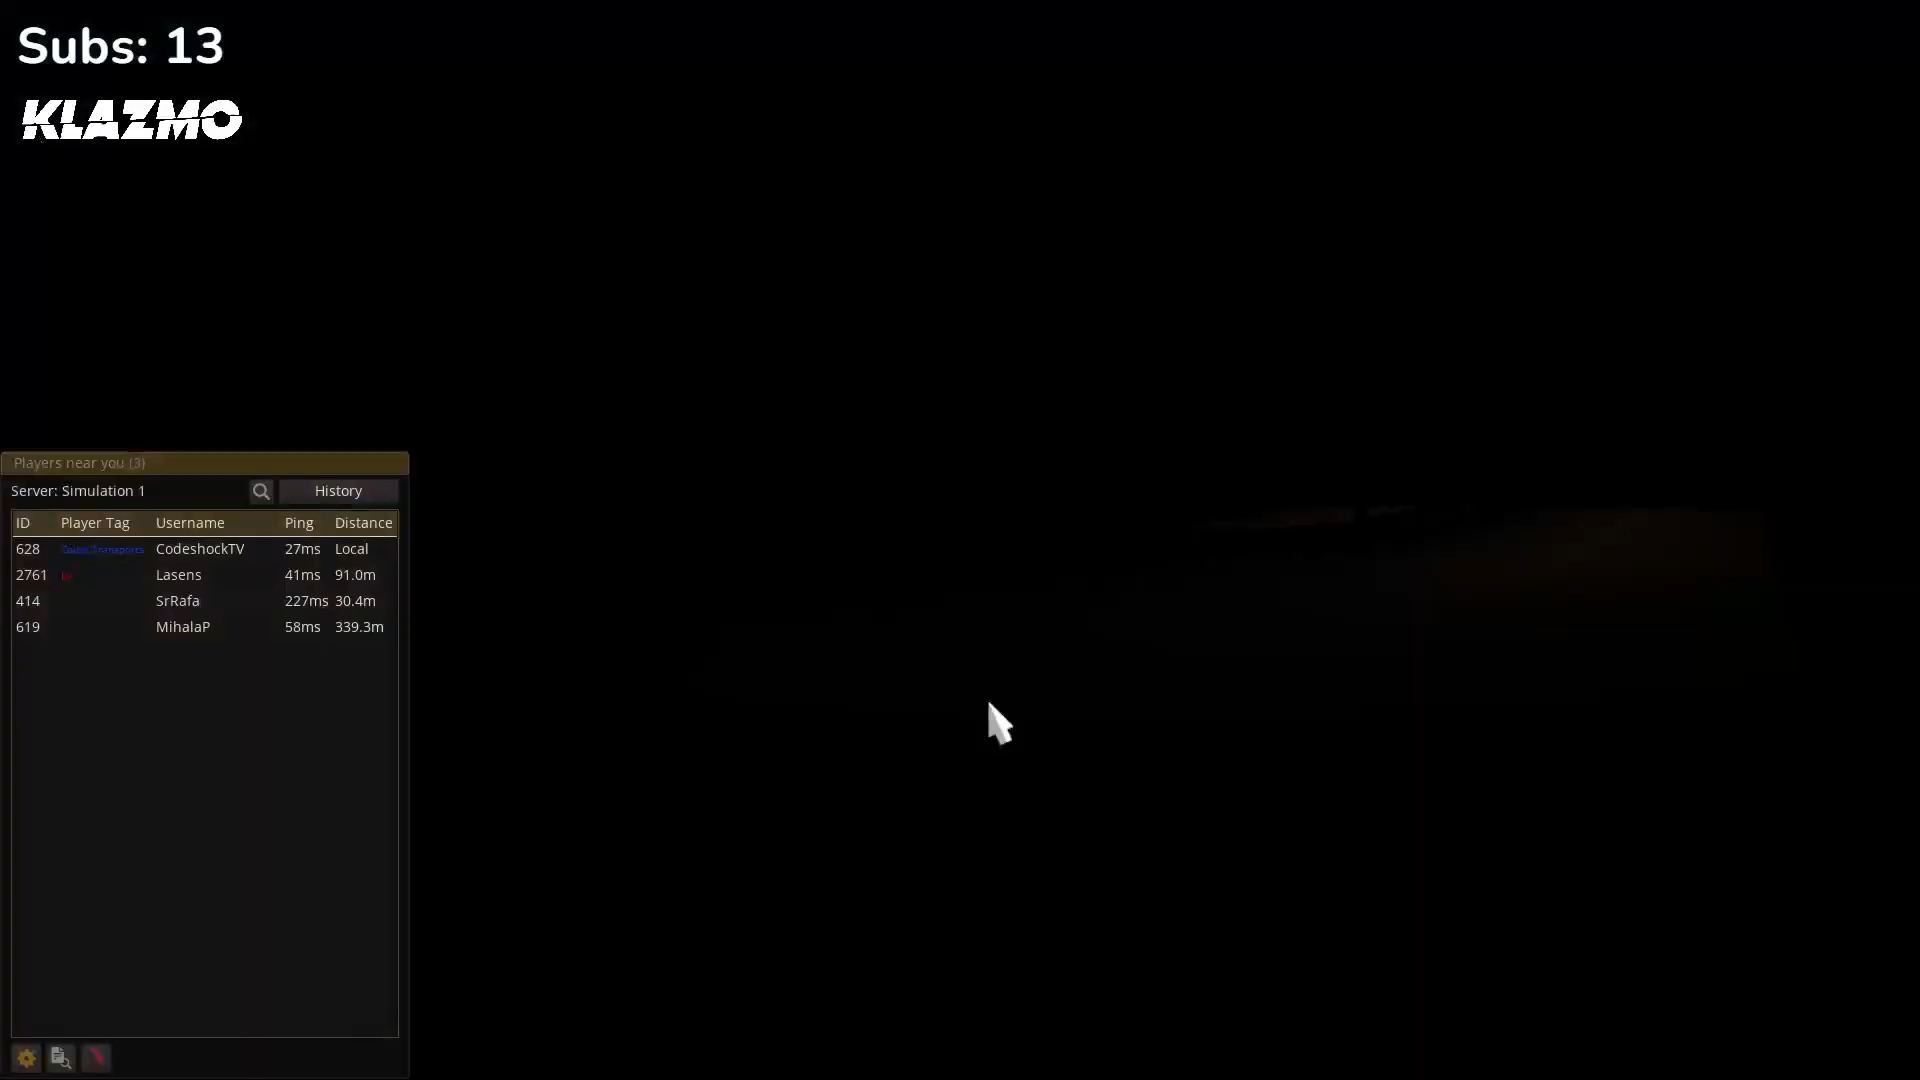 Subs: 13
KLAZMO
Players near you (3)
Server: Simulation 1 History
ID Player Tag Username Ping Distance
628 CodeshockTV 27ms Local
2761 Lasens 41ms 91.0m
414 SrRafa 227ms 30.4m
619 MihalaP 58ms 339.3m